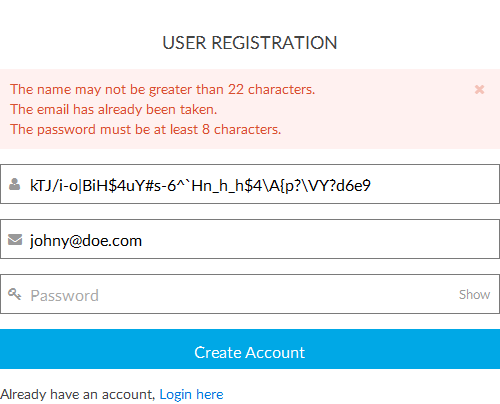 USER REGISTRATION
The name may not be greater than 22 characters.
The email has already been taken.
The password must be at least 8 characters.
kTJ/i-o|BiH$4uY#s-6^`Hn_h_h$4\A{p?\VY?d6e9
johny@doe.com
Password Show
Create Account
Already have an account, Login here